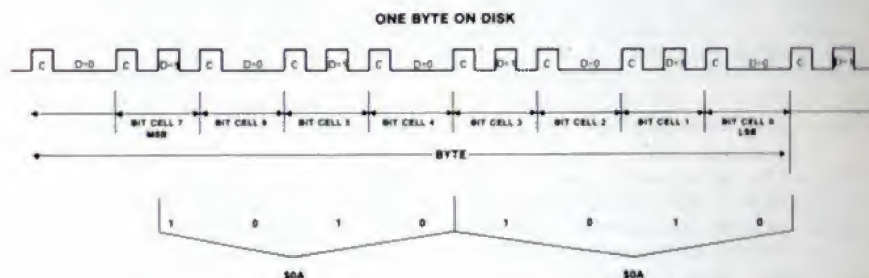 ONE BYTE ON DISK
C D=0 C D=1 C D=0 C D=1 C D=0 C D=1 C D=0 C D=1 C D=0 C D=1
BIT CELL 7 BIT CELL 6 BIT CELL 5 BIT CELL 4 BIT CELL 3 BIT CELL 2 BIT CELL 1 BIT CELL 0
MSB LSB
BYTE
1 0 1 0 1 0 1 0
$0A $0A